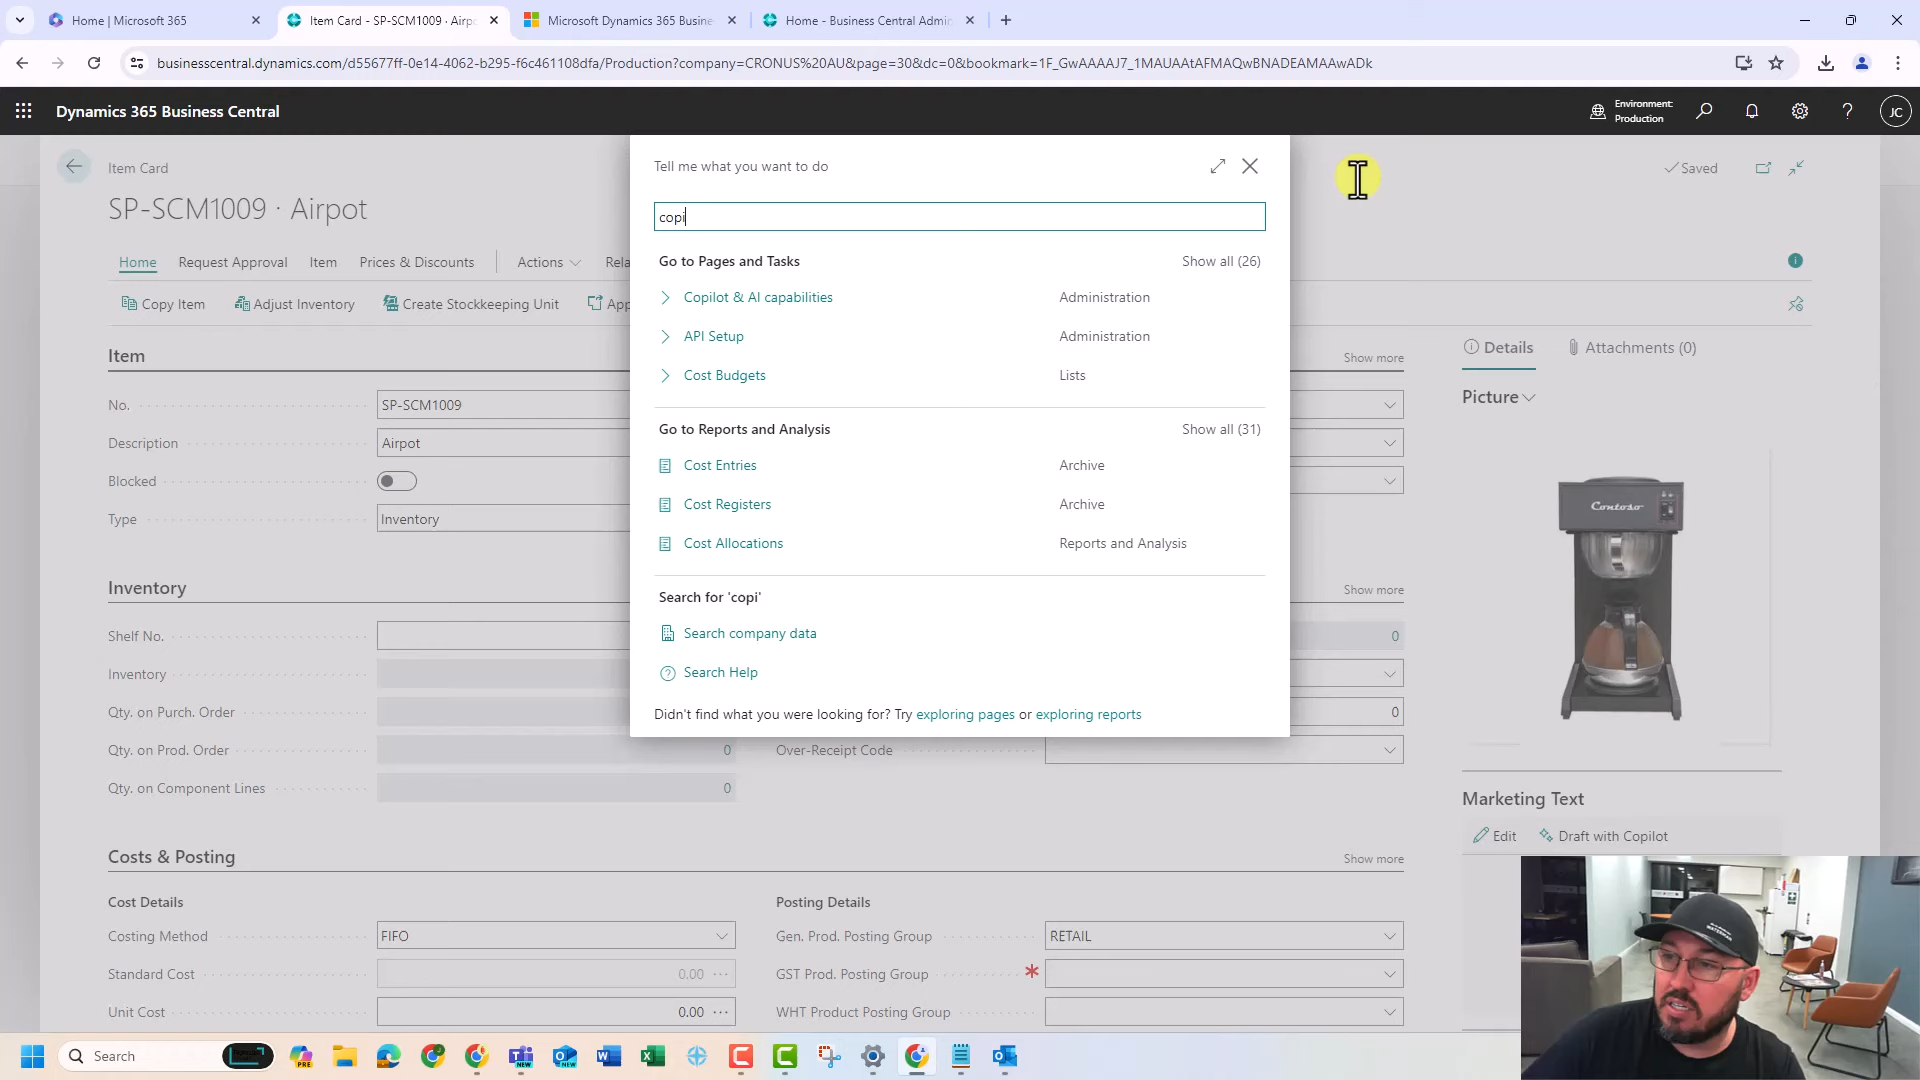 Home | Microsoft 365
Item Card - SP-SCM1009 · Airpo
Microsoft Dynamics 365 Busine
Home - Business Central Admin
businesscentral.dynamics.com/d55677ff-0e14-4062-b295-f6c461108dfa/Production?company=CRONUS%20AU&page=30&dc=0&bookmark=1F_GwAAAAJ7_1MAUAAtAFMAQwBNADEAMAAwADk
Dynamics 365 Business Central
Environment:
Production
JC
Item Card
Saved
SP-SCM1009 · Airpot
Home Request Approval Item Prices & Discounts Actions Rela
Copy Item Adjust Inventory Create Stockkeeping Unit App
Tell me what you want to do
copi
Go to Pages and Tasks Show all (26)
Copilot & AI capabilities Administration
API Setup Administration
Cost Budgets Lists
Go to Reports and Analysis Show all (31)
Cost Entries Archive
Cost Registers Archive
Cost Allocations Reports and Analysis
Search for 'copi'
Search company data
Search Help
Didn't find what you were looking for? Try exploring pages or exploring reports
Item Show more
No. SP-SCM1009
Description Airpot
Blocked
Type Inventory
Inventory Show more
Shelf No. 0
Inventory
Qty. on Purch. Order 0
Qty. on Prod. Order 0 Over-Receipt Code
Qty. on Component Lines 0
Costs & Posting Show more
Cost Details Posting Details
Costing Method FIFO Gen. Prod. Posting Group RETAIL
Standard Cost 0.00 GST Prod. Posting Group *
Unit Cost 0.00 WHT Product Posting Group
Details Attachments (0)
Picture
Contoso
Marketing Text
Edit Draft with Copilot
Search
PRE
NEW
NEW